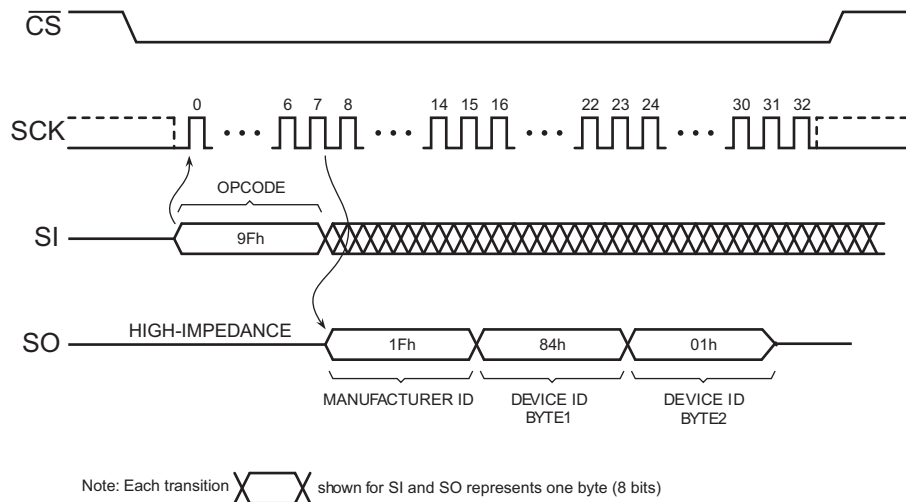 CS
0 6 7 8 14 15 16 22 23 24 30 31 32
SCK
OPCODE
SI
9Fh
HIGH-IMPEDANCE
SO
1Fh 84h 01h
MANUFACTURER ID DEVICE ID DEVICE ID
BYTE1 BYTE2
Note: Each transition shown for SI and SO represents one byte (8 bits)